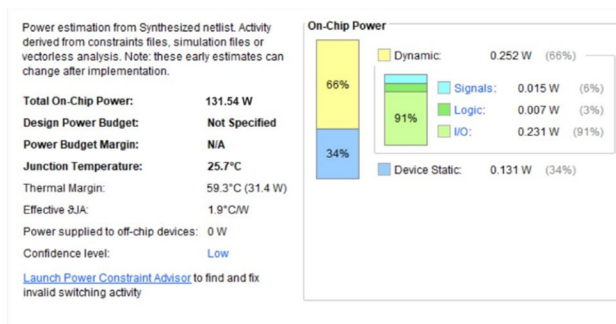 Power estimation from Synthesized netlist. Activity
derived from constraints files, simulation files or
vectorless analysis. Note: these early estimates can
change after implementation.
Total On-Chip Power: 131.54 W
Design Power Budget: Not Specified
Power Budget Margin: N/A
Junction Temperature: 25.7°C
Thermal Margin: 59.3°C (31.4 W)
Effective ϑJA: 1.9°C/W
Power supplied to off-chip devices: 0 W
Confidence level: Low
Launch Power Constraint Advisor to find and fix
invalid switching activity
On-Chip Power
66%
34%
Dynamic: 0.252 W (66%)
91%
Signals: 0.015 W (6%)
Logic: 0.007 W (3%)
I/O: 0.231 W (91%)
Device Static: 0.131 W (34%)